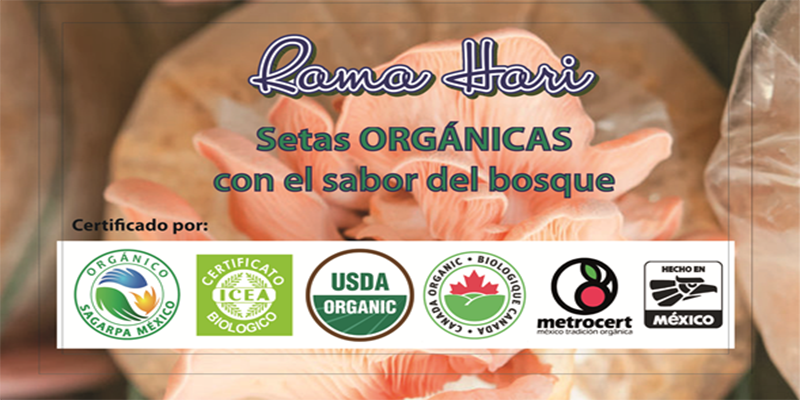 Rama Hari
Setas ORGÁNICAS
con el sabor del bosque
Certificado por:
ORGÁNICO
SAGARPA MÉXICO
CERTIFICATO
ICEA
BIOLOGICO
USDA
ORGANIC
CANADA ORGANIC • BIOLOGIQUE CANADA •
metrocert
méxico tradición orgánica
HECHO EN
MÉXICO